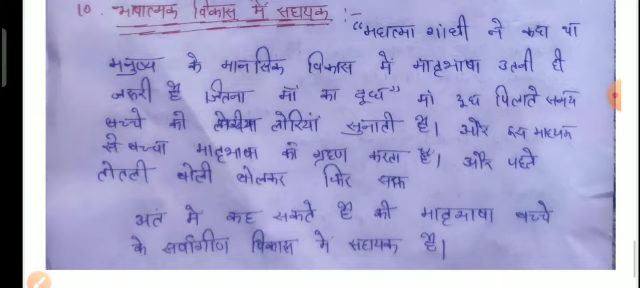 10. भाषात्मक विकास में सहायक :-
"महात्मा गांधी ने कहा था
मनुष्य के मानसिक विकास में मातृभाषा उतनी ही
जरुरी है जितना माँ का दूध" माँ दूध पिलाते समय
बच्चे को लोरियां सुनाती है। और इस माध्यम
से बच्चा मातृभाषा को ग्रहण करता है। और पहले
तोतली बोली बोलकर फिर
अतं मे कह सकते है की मातृभाषा बच्चे
के सर्वागीण विकास में सहायक है।